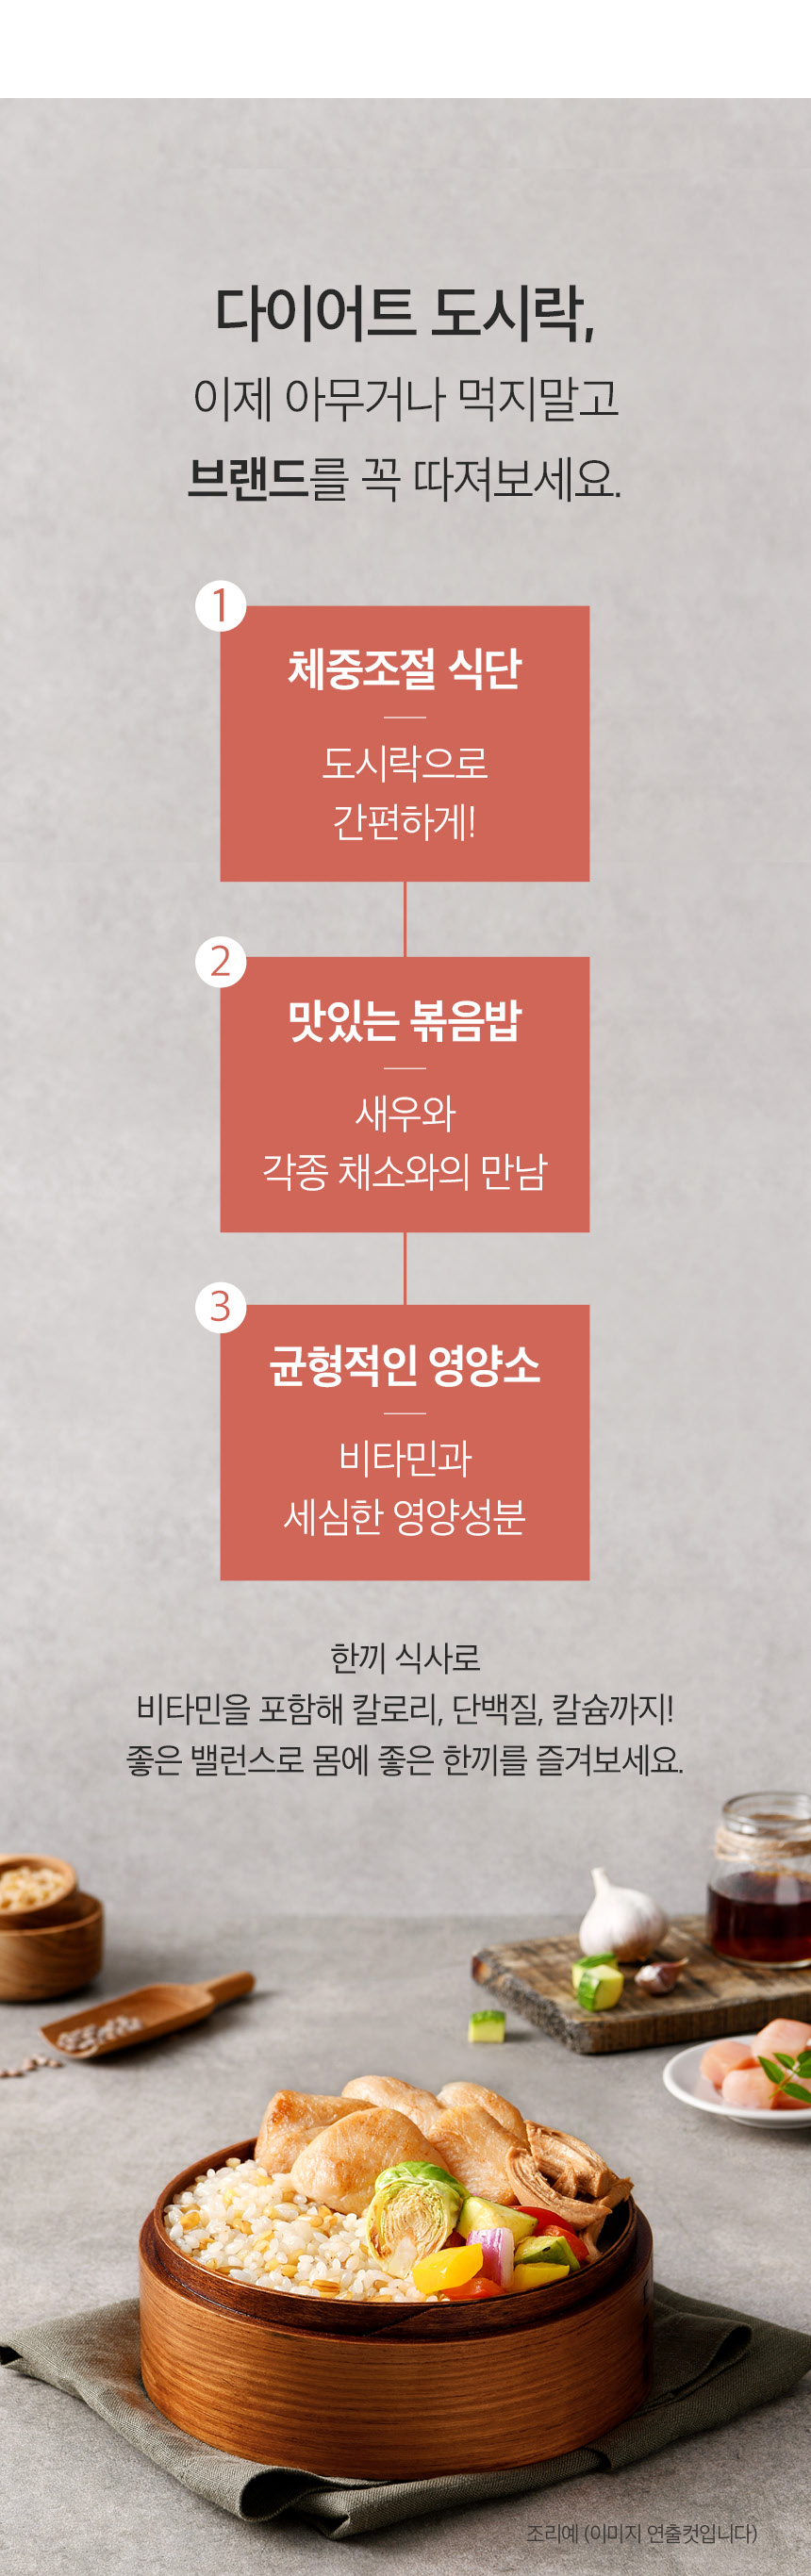 다이어트 도시락,
이제 아무거나 먹지말고
브랜드를 꼭 따져보세요.
1
체중조절 식단
도시락으로
간편하게!
2
맛있는 볶음밥
새우와
각종 채소와의 만남
3
균형적인 영양소
비타민과
세심한 영양성분
한끼 식사로
비타민을 포함해 칼로리, 단백질, 칼슘까지!
좋은 밸런스로 몸에 좋은 한끼를 즐겨보세요.
조리예 (이미지 연출컷입니다)